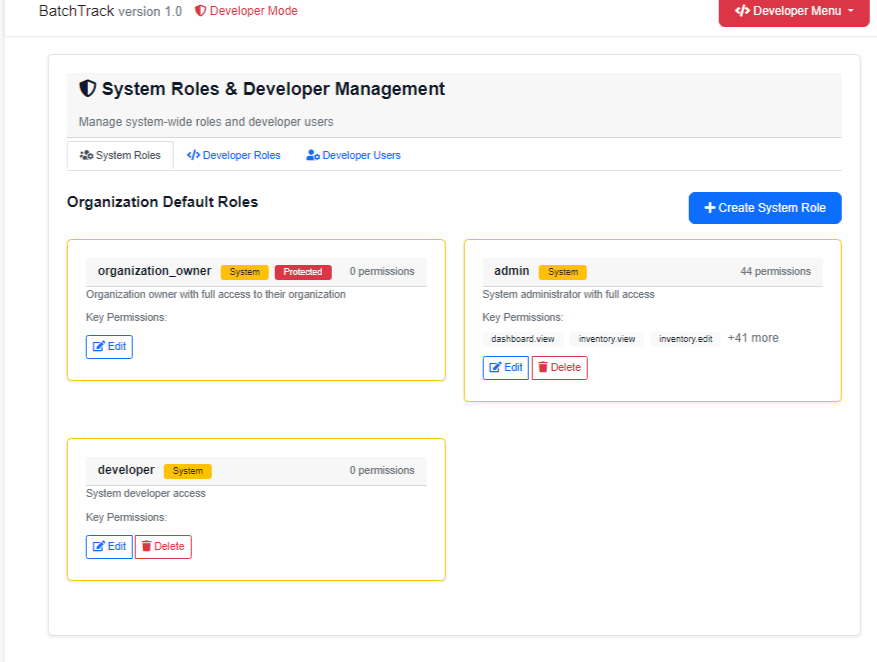 BatchTrack version 1.0 Developer Mode
Developer Menu
System Roles & Developer Management
Manage system-wide roles and developer users
System Roles Developer Roles Developer Users
Organization Default Roles
Create System Role
organization_owner System Protected 0 permissions
Organization owner with full access to their organization
Key Permissions:
Edit
admin System 44 permissions
System administrator with full access
Key Permissions:
dashboard.view inventory.view inventory.edit +41 more
Edit Delete
developer System 0 permissions
System developer access
Key Permissions:
Edit Delete